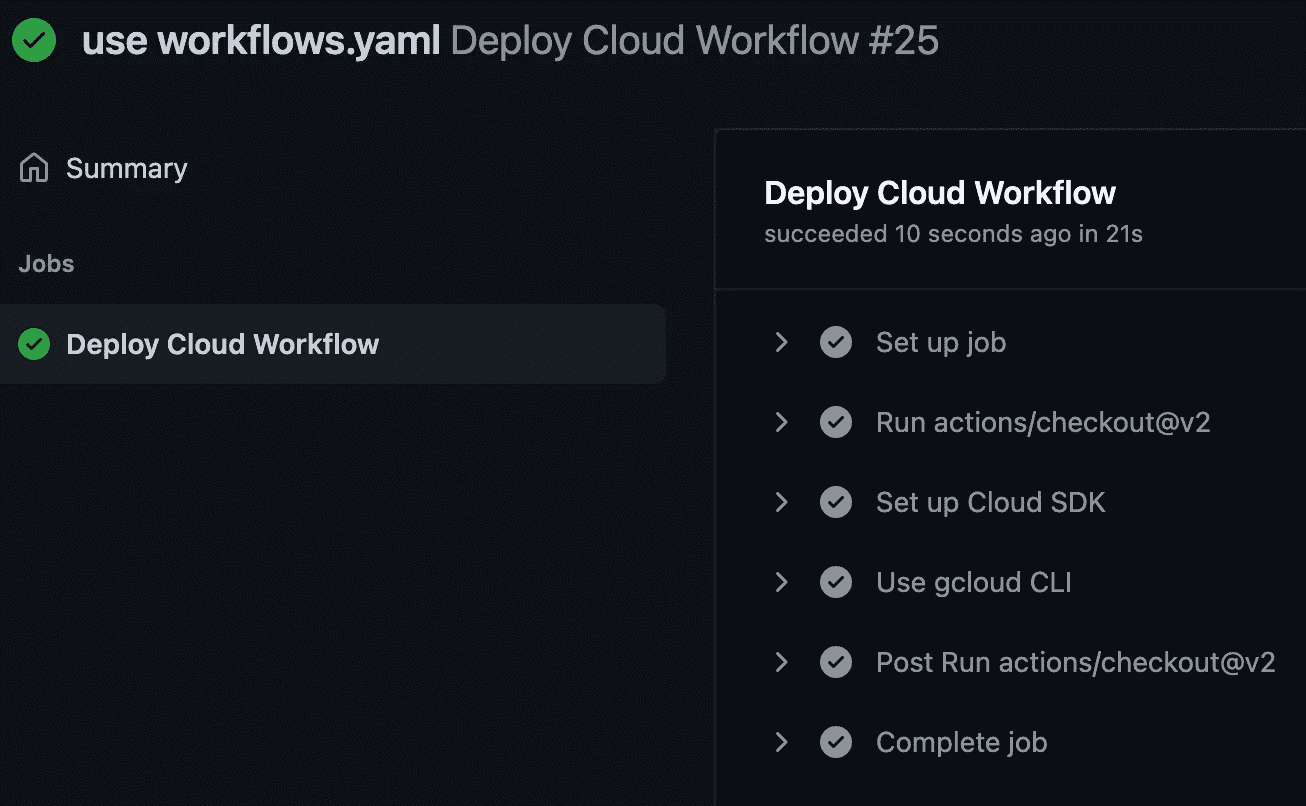 use workflows.yaml Deploy Cloud Workflow #25
Summary
Jobs
Deploy Cloud Workflow
Deploy Cloud Workflow
succeeded 10 seconds ago in 21s
Set up job
Run actions/checkout@v2
Set up Cloud SDK
Use gcloud CLI
Post Run actions/checkout@v2
Complete job